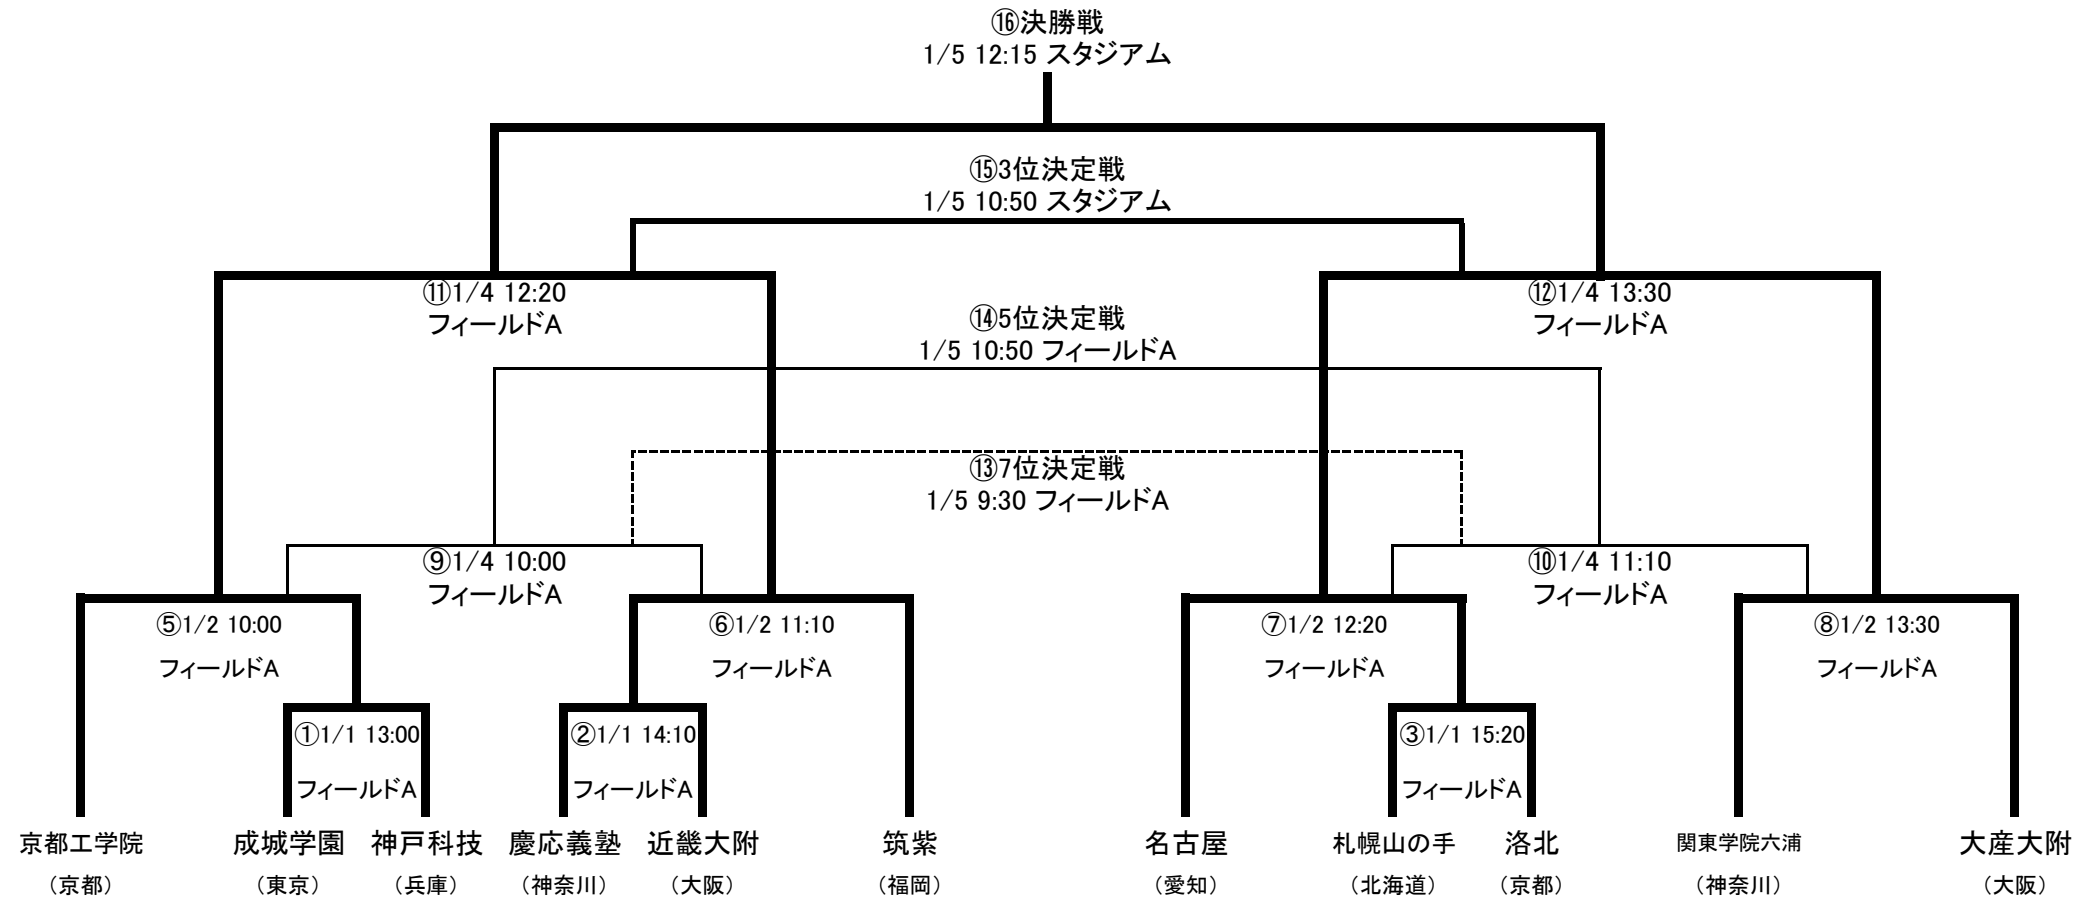 ⑯決勝戦
1/5 12:15 スタジアム
⑮3位決定戦
1/5 10:50 スタジアム
⑪1/4 12:20
フィールドA
⑫1/4 13:30
フィールドA
⑭5位決定戦
1/5 10:50 フィールドA
⑬7位決定戦
1/5 9:30 フィールドA
⑨1/4 10:00
フィールドA
⑩1/4 11:10
フィールドA
⑤1/2 10:00
フィールドA
⑥1/2 11:10
フィールドA
⑦1/2 12:20
フィールドA
⑧1/2 13:30
フィールドA
①1/1 13:00
フィールドA
②1/1 14:10
フィールドA
③1/1 15:20
フィールドA
京都工学院
（京都）
成城学園
（東京）
神戸科技
（兵庫）
慶応義塾
（神奈川）
近畿大附
（大阪）
筑紫
（福岡）
名古屋
（愛知）
札幌山の手
（北海道）
洛北
（京都）
関東学院六浦
（神奈川）
大産大附
（大阪）